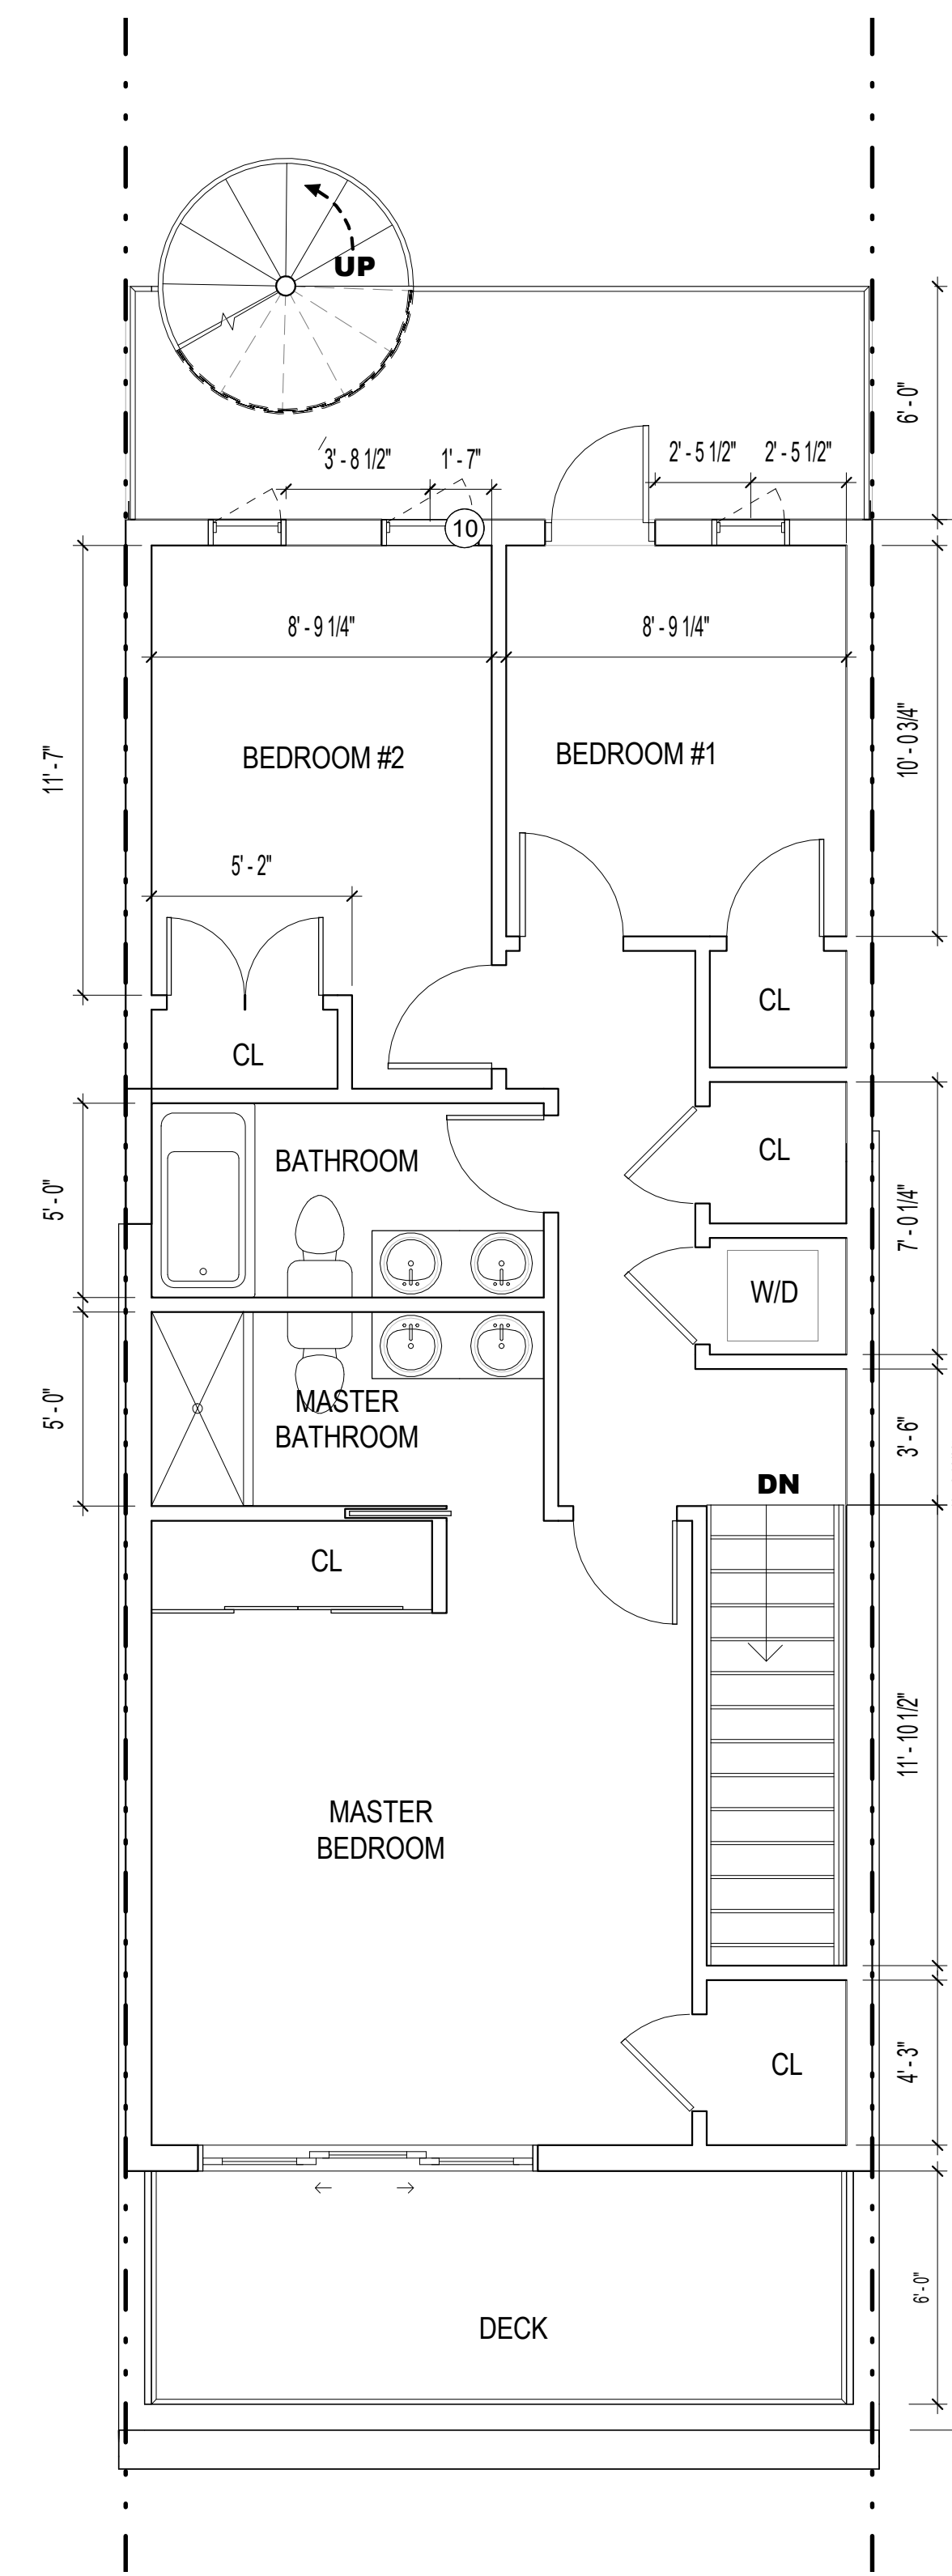 UP
6' - 0"
3' - 8 1/2"
1' - 7"
2' - 5 1/2"
2' - 5 1/2"
10
8' - 9 1/4"
8' - 9 1/4"
11' - 7"
BEDROOM #2
BEDROOM #1
10' - 0 3/4"
5' - 2"
CL
CL
BATHROOM
CL
5' - 0"
7' - 0 1/4"
W/D
5' - 0"
MASTER
BATHROOM
3' - 6"
DN
CL
11' - 10 1/2"
MASTER
BEDROOM
CL
4' - 3"
6' - 0"
DECK